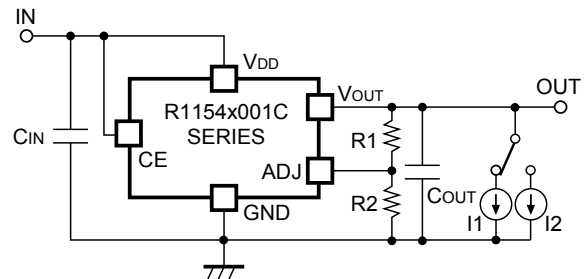 IN
VDD
R1154x001C
SERIES
VOUT
OUT
CIN
CE
ADJ
R1
R2
COUT
GND
I1
I2